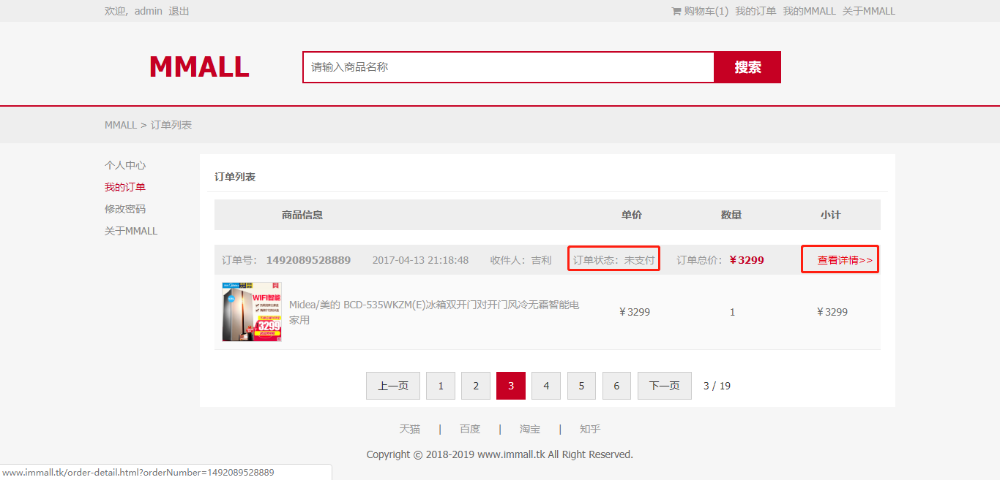 欢迎，admin 退出
购物车(1) 我的订单 我的MMALL 关于MMALL
MMALL
请输入商品名称
搜索
MMALL > 订单列表
个人中心
我的订单
修改密码
关于MMALL
订单列表
商品信息 单价 数量 小计
订单号： 1492089528889 2017-04-13 21:18:48 收件人：吉利 订单状态：未支付 订单总价：￥3299 查看详情>>
WIFI智能
3299
Midea/美的 BCD-535WKZM(E)冰箱双开门对开门风冷无霜智能电
家用
￥3299 1 ￥3299
上一页 1 2 3 4 5 6 下一页 3 / 19
天猫 | 百度 | 淘宝 | 知乎
Copyright © 2018-2019 www.immall.tk All Right Reserved.
www.immall.tk/order-detail.html?orderNumber=1492089528889